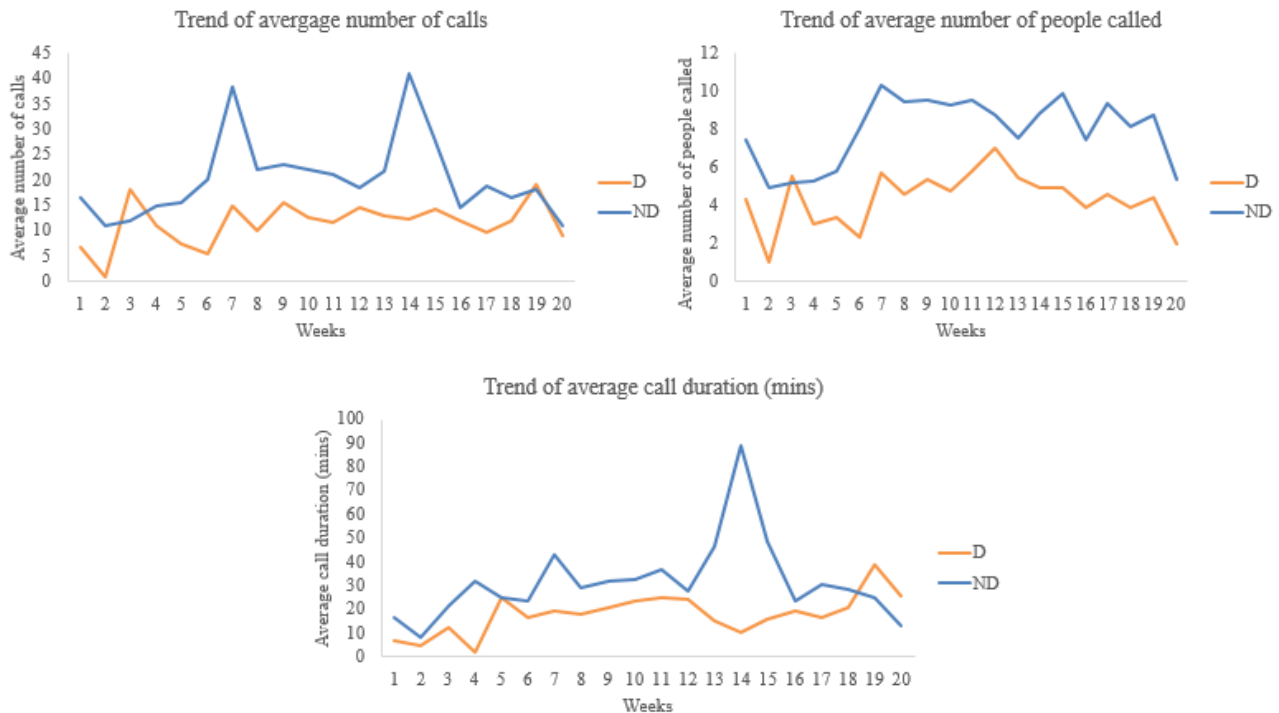 Trend of avergage number of calls
Average number of calls
45
40
35
30
25
20
15
10
5
0
1 2 3 4 5 6 7 8 9 10 11 12 13 14 15 16 17 18 19 20
Weeks
D
ND
Trend of average number of people called
Average number of people called
12
10
8
6
4
2
0
1 2 3 4 5 6 7 8 9 10 11 12 13 14 15 16 17 18 19 20
Weeks
D
ND
Trend of average call duration (mins)
Average call duration (mins)
100
90
80
70
60
50
40
30
20
10
0
1 2 3 4 5 6 7 8 9 10 11 12 13 14 15 16 17 18 19 20
Weeks
D
ND